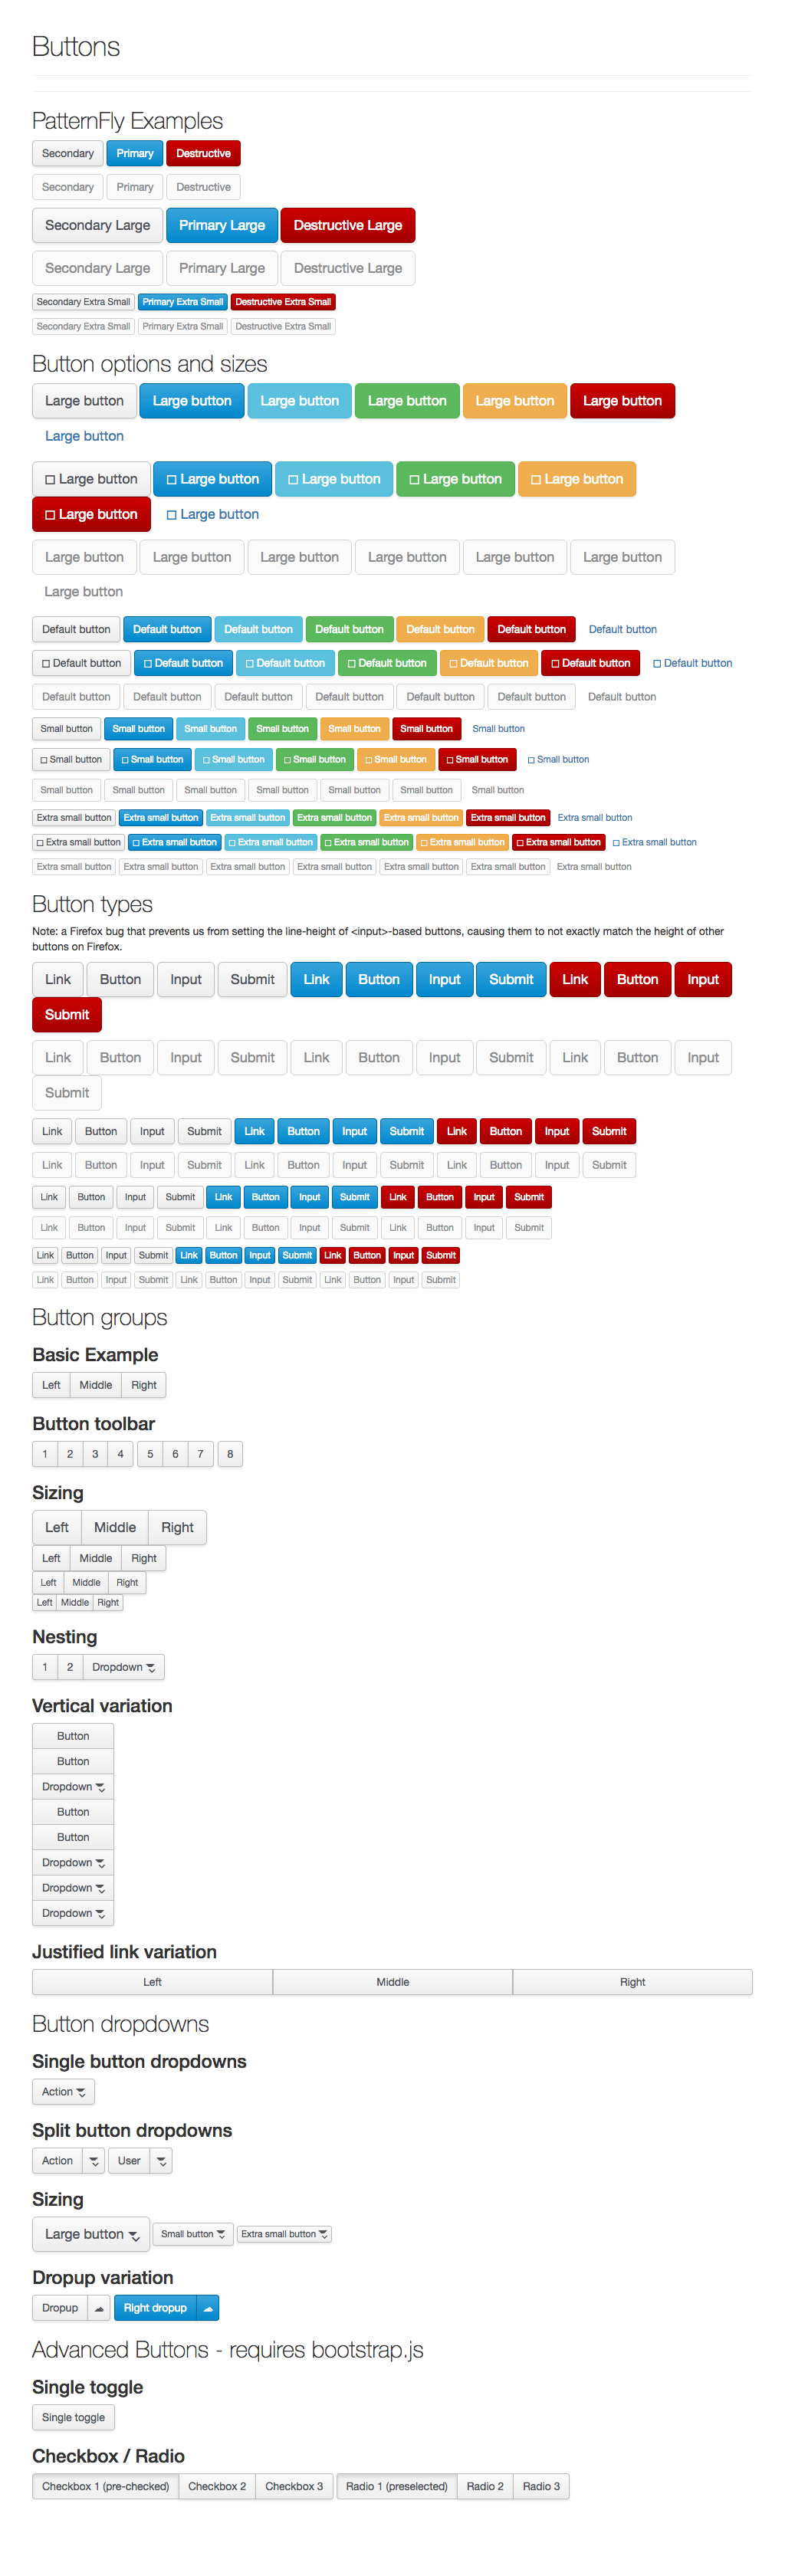 Buttons
PatternFly Examples
Secondary Primary Destructive
Secondary Primary Destructive
Secondary Large Primary Large Destructive Large
Secondary Large Primary Large Destructive Large
Secondary Extra Small Primary Extra Small Destructive Extra Small
Secondary Extra Small Primary Extra Small Destructive Extra Small
Button options and sizes
Large button Large button Large button Large button Large button Large button
Large button
Large button Large button Large button Large button Large button
Large button Large button
Large button Large button Large button Large button Large button Large button
Large button
Default button Default button Default button Default button Default button Default button Default button
Default button Default button Default button Default button Default button Default button Default button
Default button Default button Default button Default button Default button Default button Default button
Small button Small button Small button Small button Small button Small button Small button
Small button Small button Small button Small button Small button Small button Small button
Small button Small button Small button Small button Small button Small button Small button
Extra small button Extra small button Extra small button Extra small button Extra small button Extra small button Extra small button
Extra small button Extra small button Extra small button Extra small button Extra small button Extra small button Extra small button
Extra small button Extra small button Extra small button Extra small button Extra small button Extra small button Extra small button
Button types
Note: a Firefox bug that prevents us from setting the line-height of <input>-based buttons, causing them to not exactly match the height of other
buttons on Firefox.
Link Button Input Submit Link Button Input Submit Link Button Input
Submit
Link Button Input Submit Link Button Input Submit Link Button Input
Submit
Link Button Input Submit Link Button Input Submit Link Button Input Submit
Link Button Input Submit Link Button Input Submit Link Button Input Submit
Link Button Input Submit Link Button Input Submit Link Button Input Submit
Link Button Input Submit Link Button Input Submit Link Button Input Submit
Link Button Input Submit Link Button Input Submit Link Button Input Submit
Link Button Input Submit Link Button Input Submit Link Button Input Submit
Button groups
Basic Example
Left Middle Right
Button toolbar
1 2 3 4 5 6 7 8
Sizing
Left Middle Right
Left Middle Right
Left Middle Right
Left Middle Right
Nesting
1 2 Dropdown
Vertical variation
Button
Button
Dropdown
Button
Button
Dropdown
Dropdown
Dropdown
Justified link variation
Left Middle Right
Button dropdowns
Single button dropdowns
Action
Split button dropdowns
Action User
Sizing
Large button Small button Extra small button
Dropup variation
Dropup Right dropup
Advanced Buttons - requires bootstrap.js
Single toggle
Single toggle
Checkbox / Radio
Checkbox 1 (pre-checked) Checkbox 2 Checkbox 3 Radio 1 (preselected) Radio 2 Radio 3